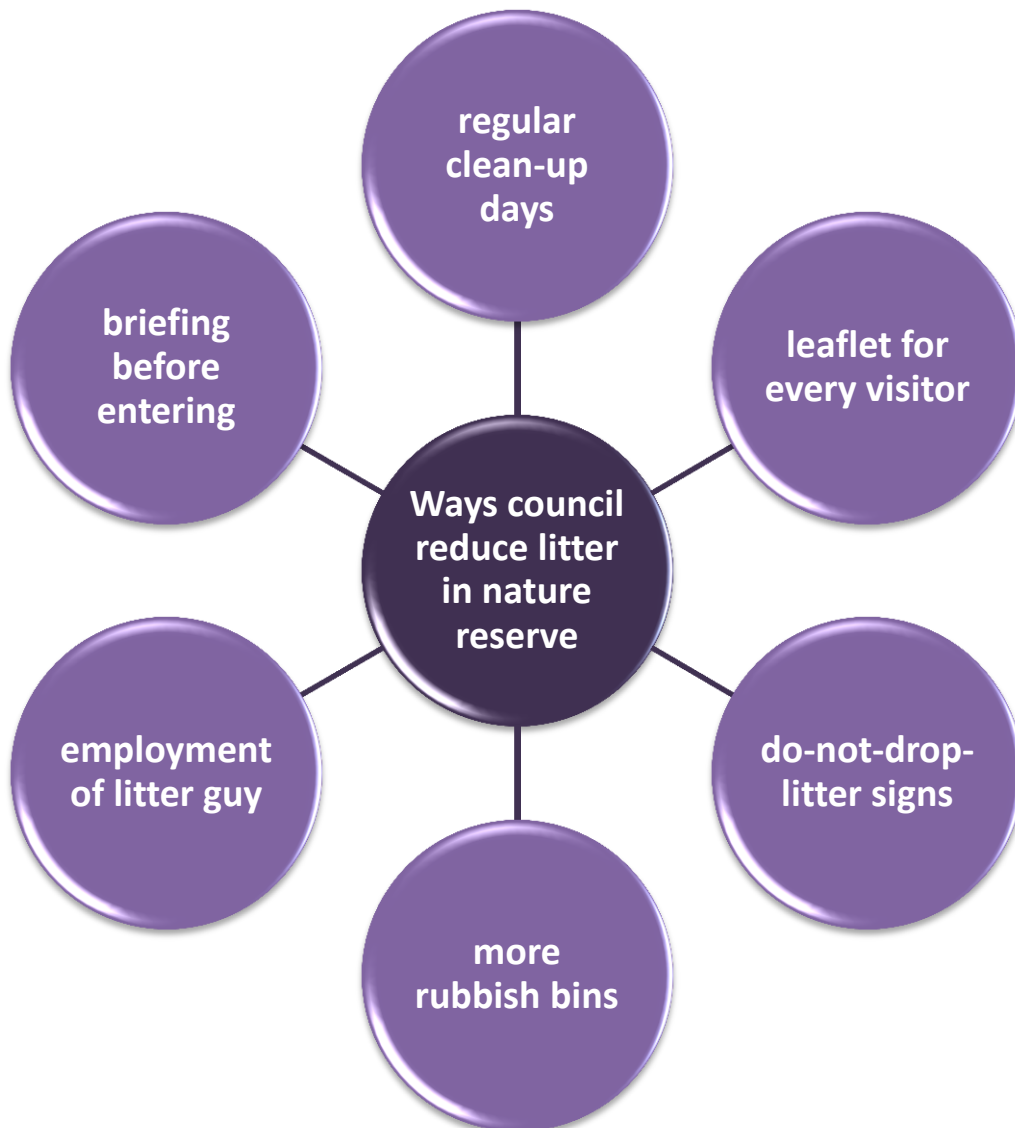 regular
clean-up
days
leaflet for
every visitor
do-not-drop-
litter signs
more
rubbish bins
employment
of litter guy
briefing
before
entering
Ways council
reduce litter
in nature
reserve